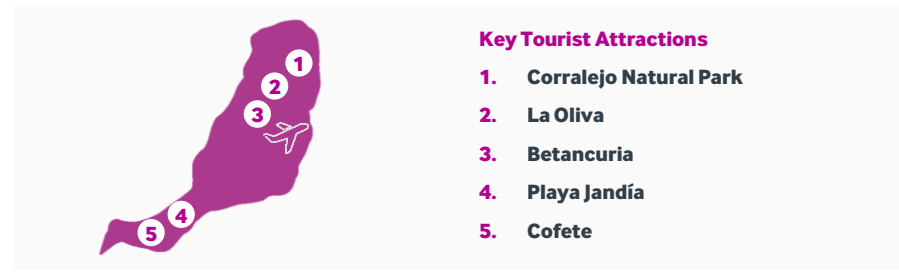 1
2
3
4
5
Key Tourist Attractions
1. Corralejo Natural Park
2. La Oliva
3. Betancuria
4. Playa Jandía
5. Cofete